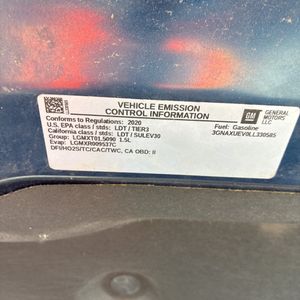 VEHICLE EMISSION
CONTROL INFORMATION
GM
GENERAL
MOTORS
LLC
Conforms to Regulations: 2020
U.S. EPA class / stds: LDT / TIER3
California class / stds: LDT / SULEV30
Group: LGMXT01.5090 1.5L
Evap: LGMXR009537C
DFI/HO2S/TC/CAC/TWC, CA OBD: II
Fuel: Gasoline
3GNAXUEV0LL330585